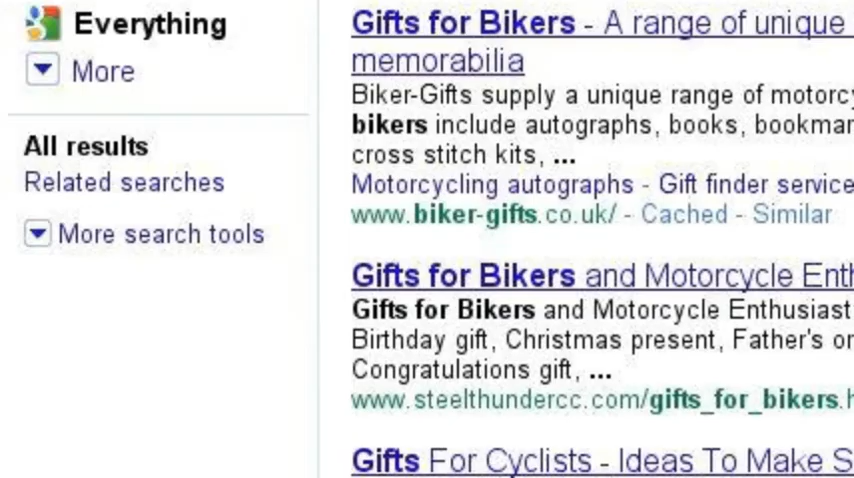 Everything
More
All results
Related searches
More search tools
Gifts for Bikers - A range of unique
memorabilia
Biker-Gifts supply a unique range of motorcy
bikers include autographs, books, bookmar
cross stitch kits, ...
Motorcycling autographs - Gift finder service
www.biker-gifts.co.uk/ - Cached - Similar
Gifts for Bikers and Motorcycle Enth
Gifts for Bikers and Motorcycle Enthusiast
Birthday gift, Christmas present, Father's or
Congratulations gift, ...
www.steelthundercc.com/gifts_for_bikers.h
Gifts For Cyclists - Ideas To Make S